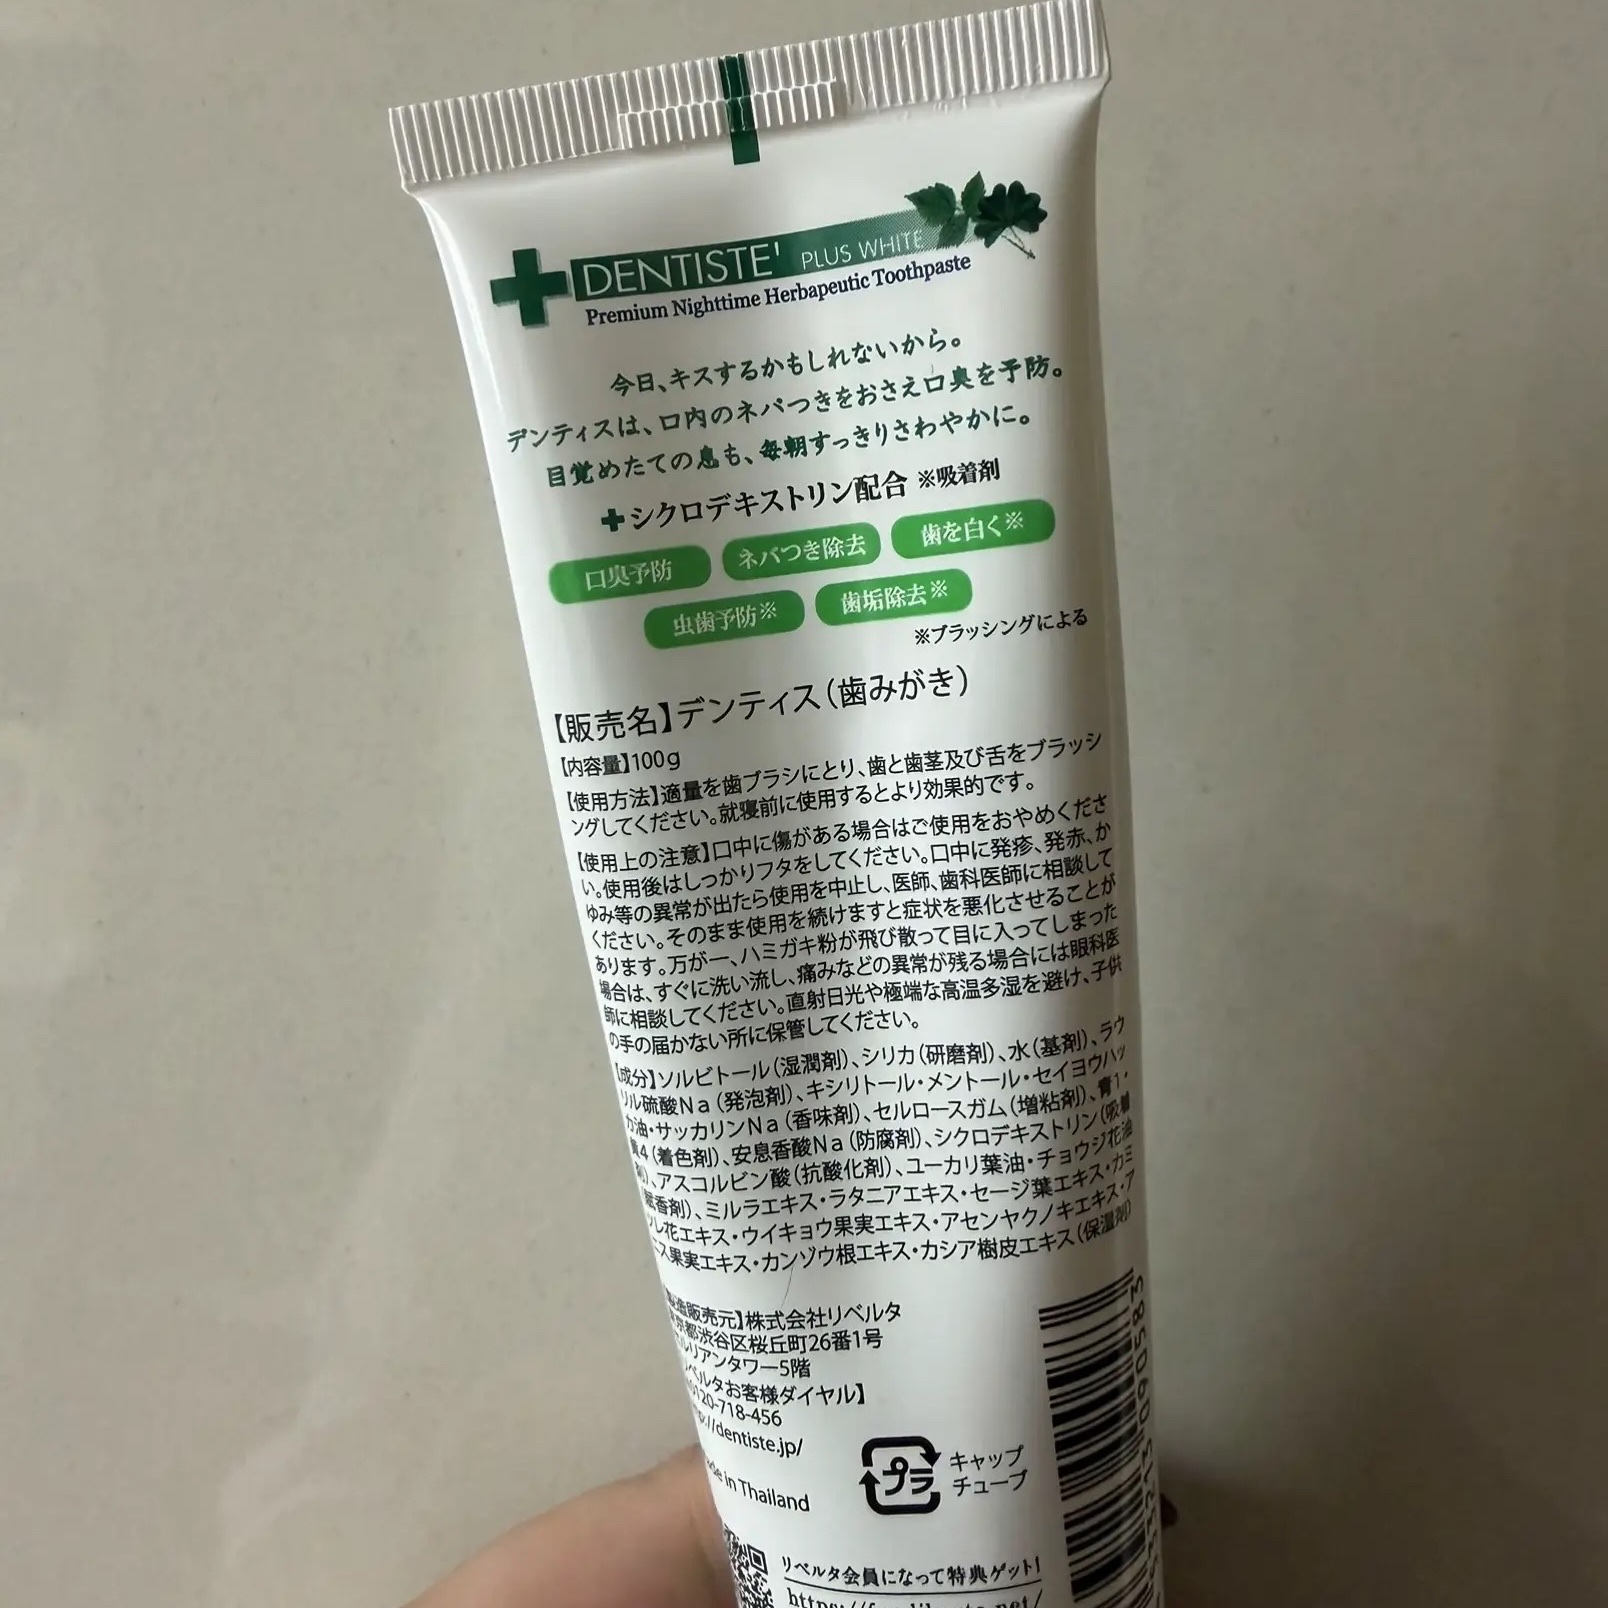 DENTISTE' PLUS WHITE
Premium Nighttime Herbapeutic Toothpaste
今日、キスするかもしれないから。
デンティスは、口内のネバつきをおさえ口臭を予防。
目覚めたての息も、毎朝すっきりさわやかに。
シクロデキストリン配合 ※吸着剤
口臭予防 ネバつき除去 歯を白く※
虫歯予防※ 歯垢除去※
※ブラッシングによる
【販売名】デンティス(歯みがき)
【内容量】100g
【使用方法】適量を歯ブラシにとり、歯と歯茎及び舌をブラッシ
ングしてください。就寝前に使用するとより効果的です。
【使用上の注意】口中に傷がある場合はご使用をおやめくださ
い。使用後はしっかりフタをしてください。口中に発疹、発赤、か
ゆみ等の異常が出たら使用を中止し、医師、歯科医師に相談して
ください。そのまま使用を続けますと症状を悪化させることが
あります。万が一、ハミガキ粉が飛び散って目に入ってしまった
場合は、すぐに洗い流し、痛みなどの異常が残る場合には眼科医
師に相談してください。直射日光や極端な高温多湿を避け、子供
の手の届かない所に保管してください。
【成分】ソルビトール(湿潤剤)、シリカ(研磨剤)、水(基剤)、ラウ
リル硫酸Na(発泡剤)、キシリトール・メントール・セイヨウハッ
カ油・サッカリンNa(香味剤)、セルロースガム(増粘剤)、青1・
黄4(着色剤)、安息香酸Na(防腐剤)、シクロデキストリン(吸着
剤)、アスコルビン酸(抗酸化剤)、ユーカリ葉油・チョウジ花油
(賦香剤)、ミルラエキス・ラタニアエキス・セージ葉エキス・カミ
ツレ花エキス・ウイキョウ果実エキス・アセンヤクノキエキス・ア
ニス果実エキス・カンゾウ根エキス・カシア樹皮エキス(保湿剤)
製造販売元】株式会社リベルタ
東京都渋谷区桜丘町26番1号
セルリアンタワー5階
リベルタお客様ダイヤル】
0120-718-456
http://dentiste.jp/
Made in Thailand
プラ
キャップ
チューブ
リベルタ会員になって特典ゲット!